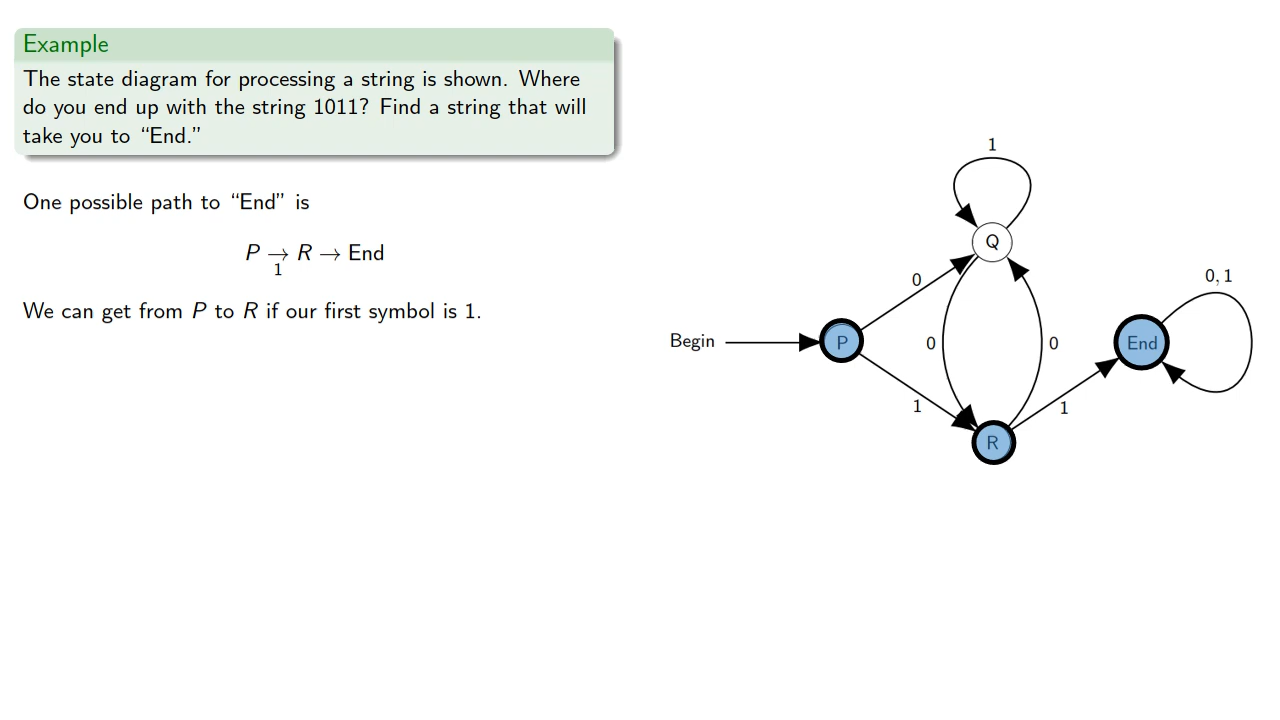 Example
The state diagram for processing a string is shown. Where
do you end up with the string 1011? Find a string that will
take you to “End.”
One possible path to “End” is
P → R → End
1
We can get from P to R if our first symbol is 1.
1
Q
0
0, 1
Begin
P
0
0
End
1
1
R